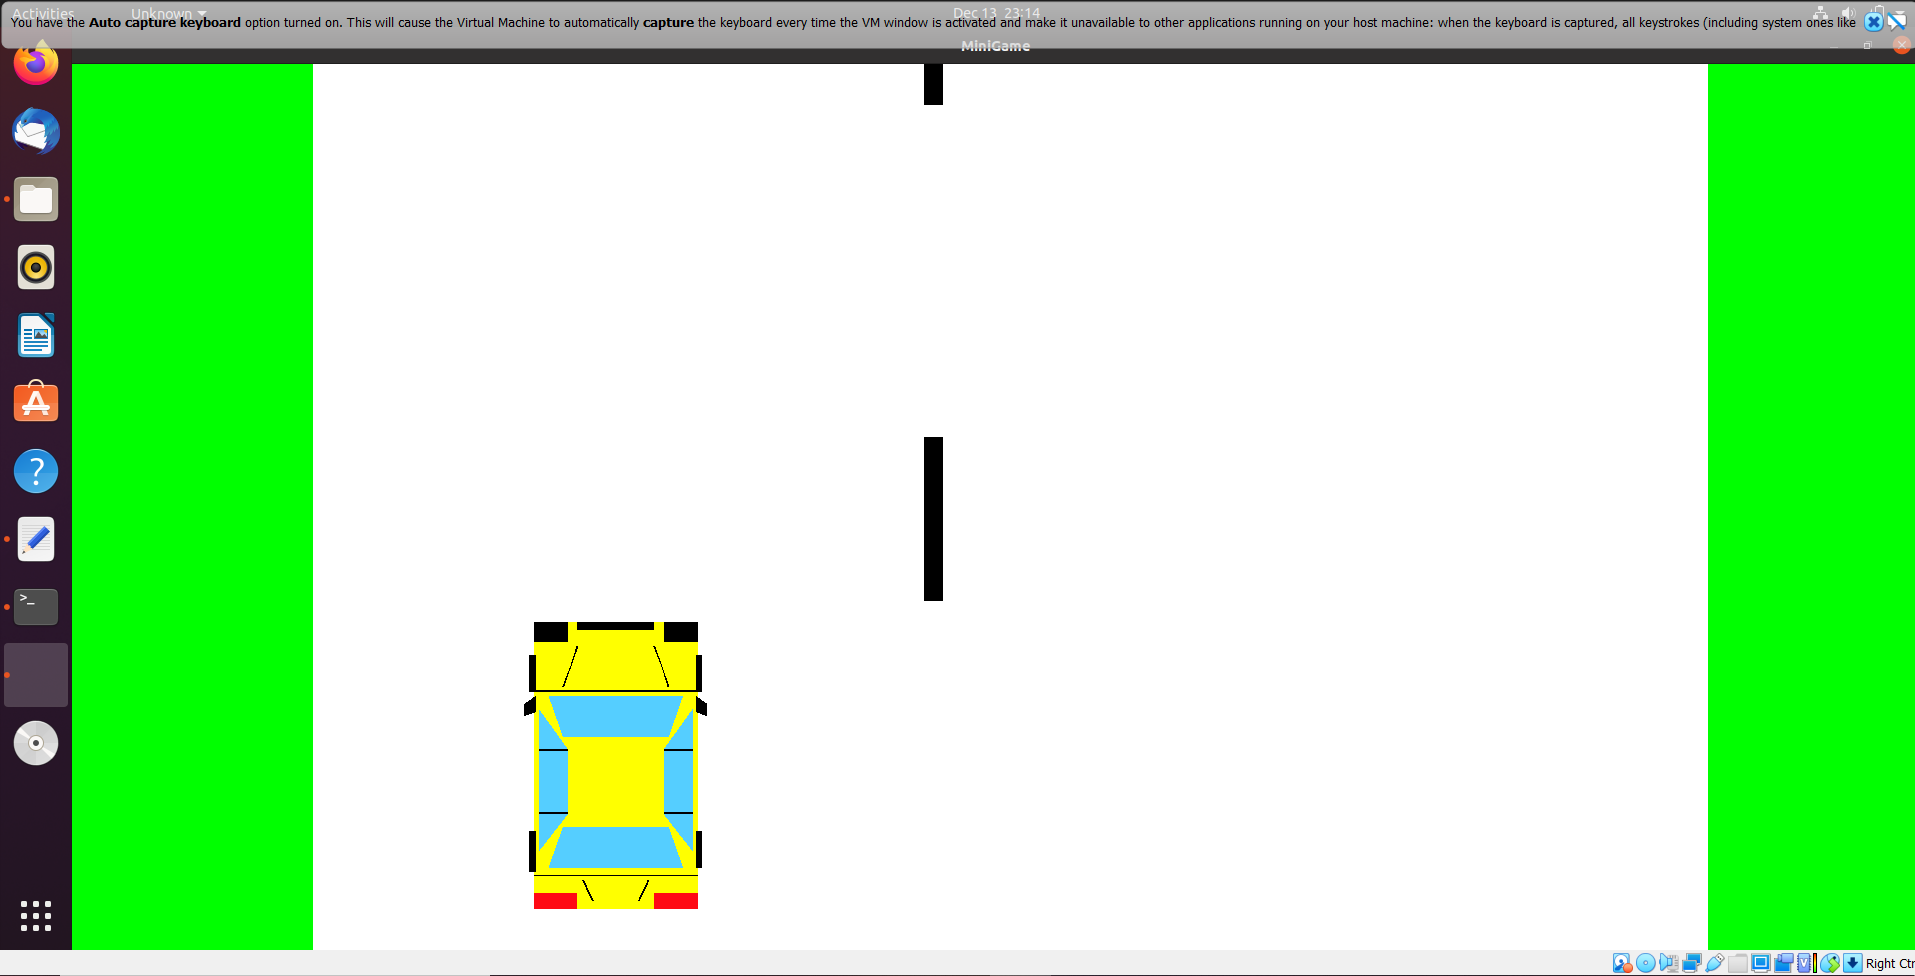 Activities
Unknown
Dec 13 23:14
You have the Auto capture keyboard option turned on. This will cause the Virtual Machine to automatically capture the keyboard every time the VM window is activated and make it unavailable to other applications running on your host machine: when the keyboard is captured, all keystrokes (including system ones like
MiniGame
Right Ctr